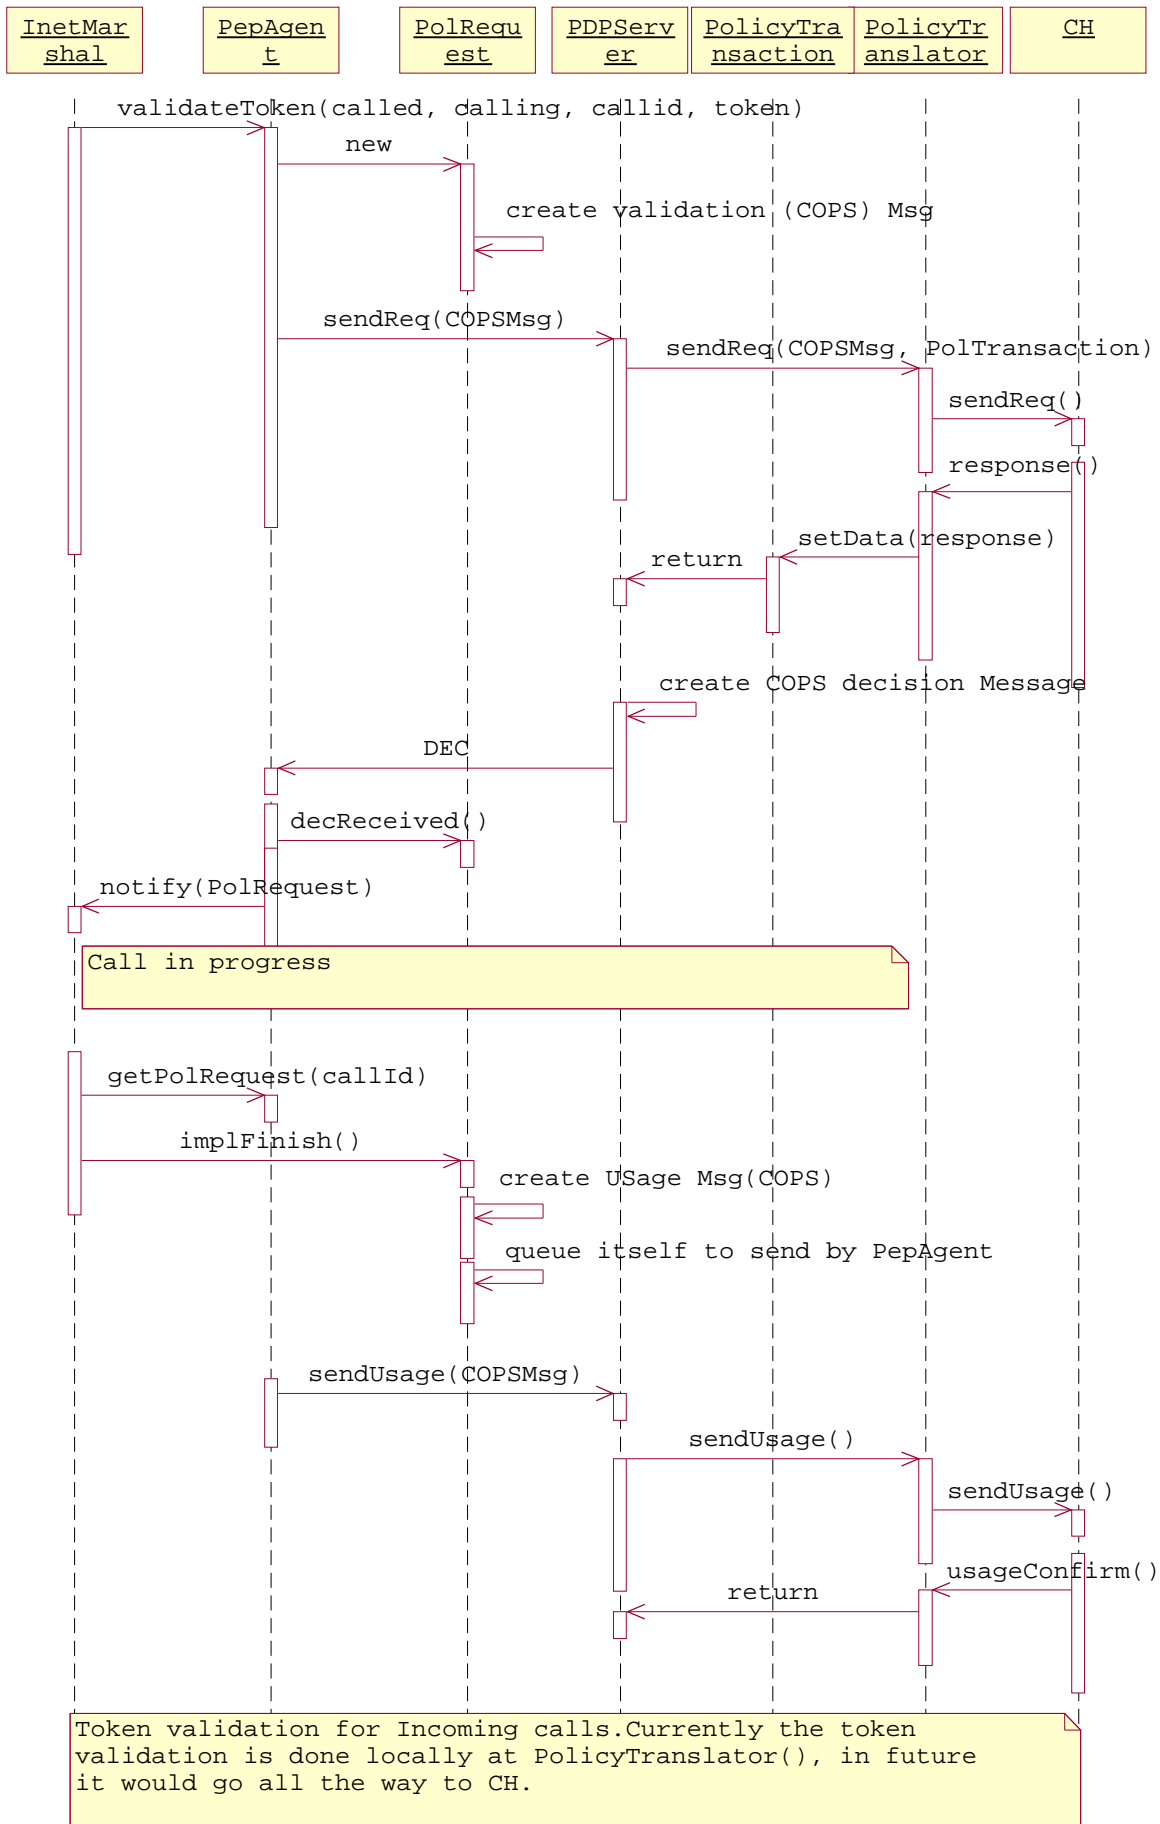 InetMar
shal
PepAgen
t
PolRequ
est
PDPServ
er
PolicyTra
nsaction
PolicyTr
anslator
CH
validateToken(called, calling, callid, token)
new
create validation (COPS) Msg
sendReq(COPSMsg)
sendReq(COPSMsg, PolTransaction)
sendReq()
response()
setData(response)
return
create COPS decision Message
DEC
decReceived()
notify(PolRequest)
Call in progress
getPolRequest(callId)
implFinish()
create USage Msg(COPS)
queue itself to send by PepAgent
sendUsage(COPSMsg)
sendUsage()
sendUsage()
usageConfirm()
return
Token validation for Incoming calls.Currently the token
validation is done locally at PolicyTranslator(), in future
it would go all the way to CH.